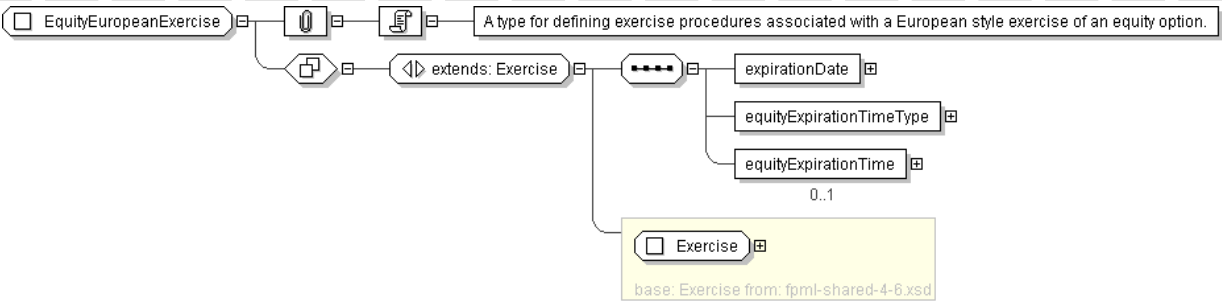 EquityEuropeanExercise
A type for defining exercise procedures associated with a European style exercise of an equity option.
extends: Exercise
expirationDate
equityExpirationTimeType
equityExpirationTime
0..1
Exercise
base: Exercise from: fpml-shared-4-6.xsd